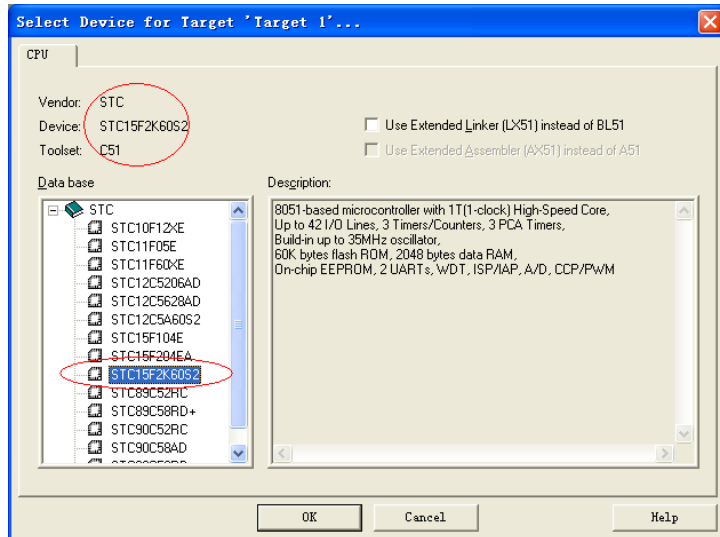 Select Device for Target 'Target 1'...
CPU
Vendor: STC
Device: STC15F2K60S2
Toolset: C51
Use Extended Linker (LX51) instead of BL51
Use Extended Assembler (AX51) instead of A51
Data base
Description:
STC
STC10F12XE
STC11F05E
STC11F60XE
STC12C5206AD
STC12C5628AD
STC12C5A60S2
STC15F104E
STC15F204EA
STC15F2K60S2
STC89C52RC
STC89C58RD+
STC90C52RC
STC90C58AD
8051-based microcontroller with 1T(1-clock) High-Speed Core,
Up to 42 I/O Lines, 3 Timers/Counters, 3 PCA Timers,
Build-in up to 35MHz oscillator,
60K bytes flash ROM, 2048 bytes data RAM,
On-chip EEPROM, 2 UARTs, WDT, ISP/IAP, A/D, CCP/PWM
OK
Cancel
Help